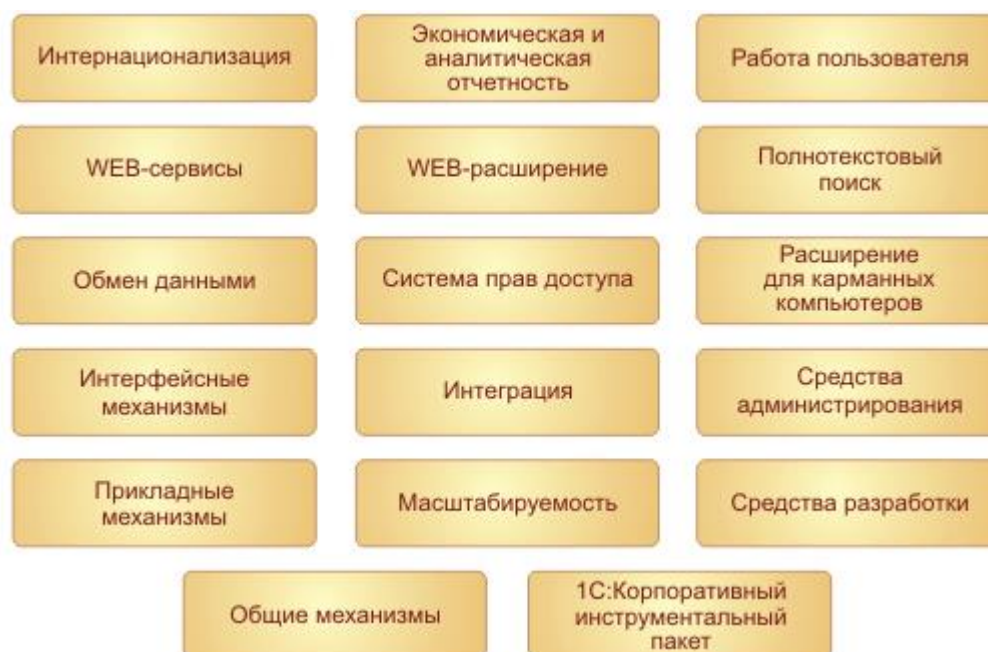 Интернационализация
Экономическая и
аналитическая
отчетность
Работа пользователя
WEB-сервисы
WEB-расширение
Полнотекстовый
поиск
Обмен данными
Система прав доступа
Расширение
для карманных
компьютеров
Интерфейсные
механизмы
Интеграция
Средства
администрирования
Прикладные
механизмы
Масштабируемость
Средства разработки
Общие механизмы
1С:Корпоративный
инструментальный
пакет